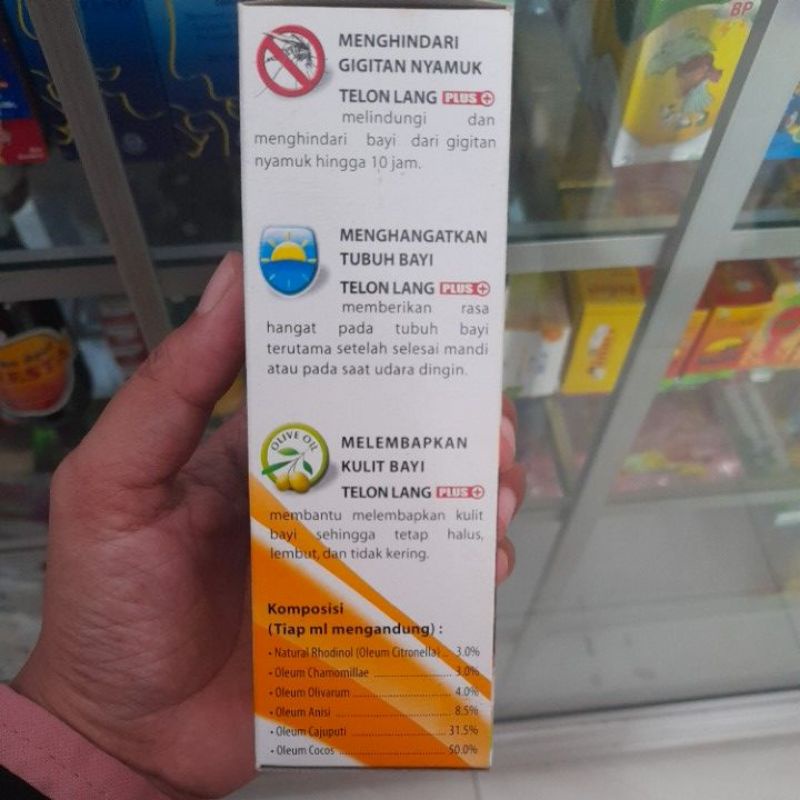 MENGHINDARI
GIGITAN NYAMUK
TELON LANG PLUS
melindungi dan
menghindari bayi dari gigitan
nyamuk hingga 10 jam.
MENGHANGATKAN
TUBUH BAYI
TELON LANG PLUS
memberikan rasa
hangat pada tubuh bayi
terutama setelah selesai mandi
atau pada saat udara dingin.
OLIVE OIL
MELEMBAPKAN
KULIT BAYI
TELON LANG PLUS
membantu melembapkan kulit
bayi sehingga tetap halus,
lembut, dan tidak kering.
Komposisi
(Tiap ml mengandung) :
• Natural Rhodinol (Oleum Citronella) ... 3.0%
• Oleum Chamomillae ... 3.0%
• Oleum Olivarum ... 4.0%
• Oleum Anisi ... 8.5%
• Oleum Cajuputi ... 31.5%
• Oleum Cocos ... 50.0%
BP